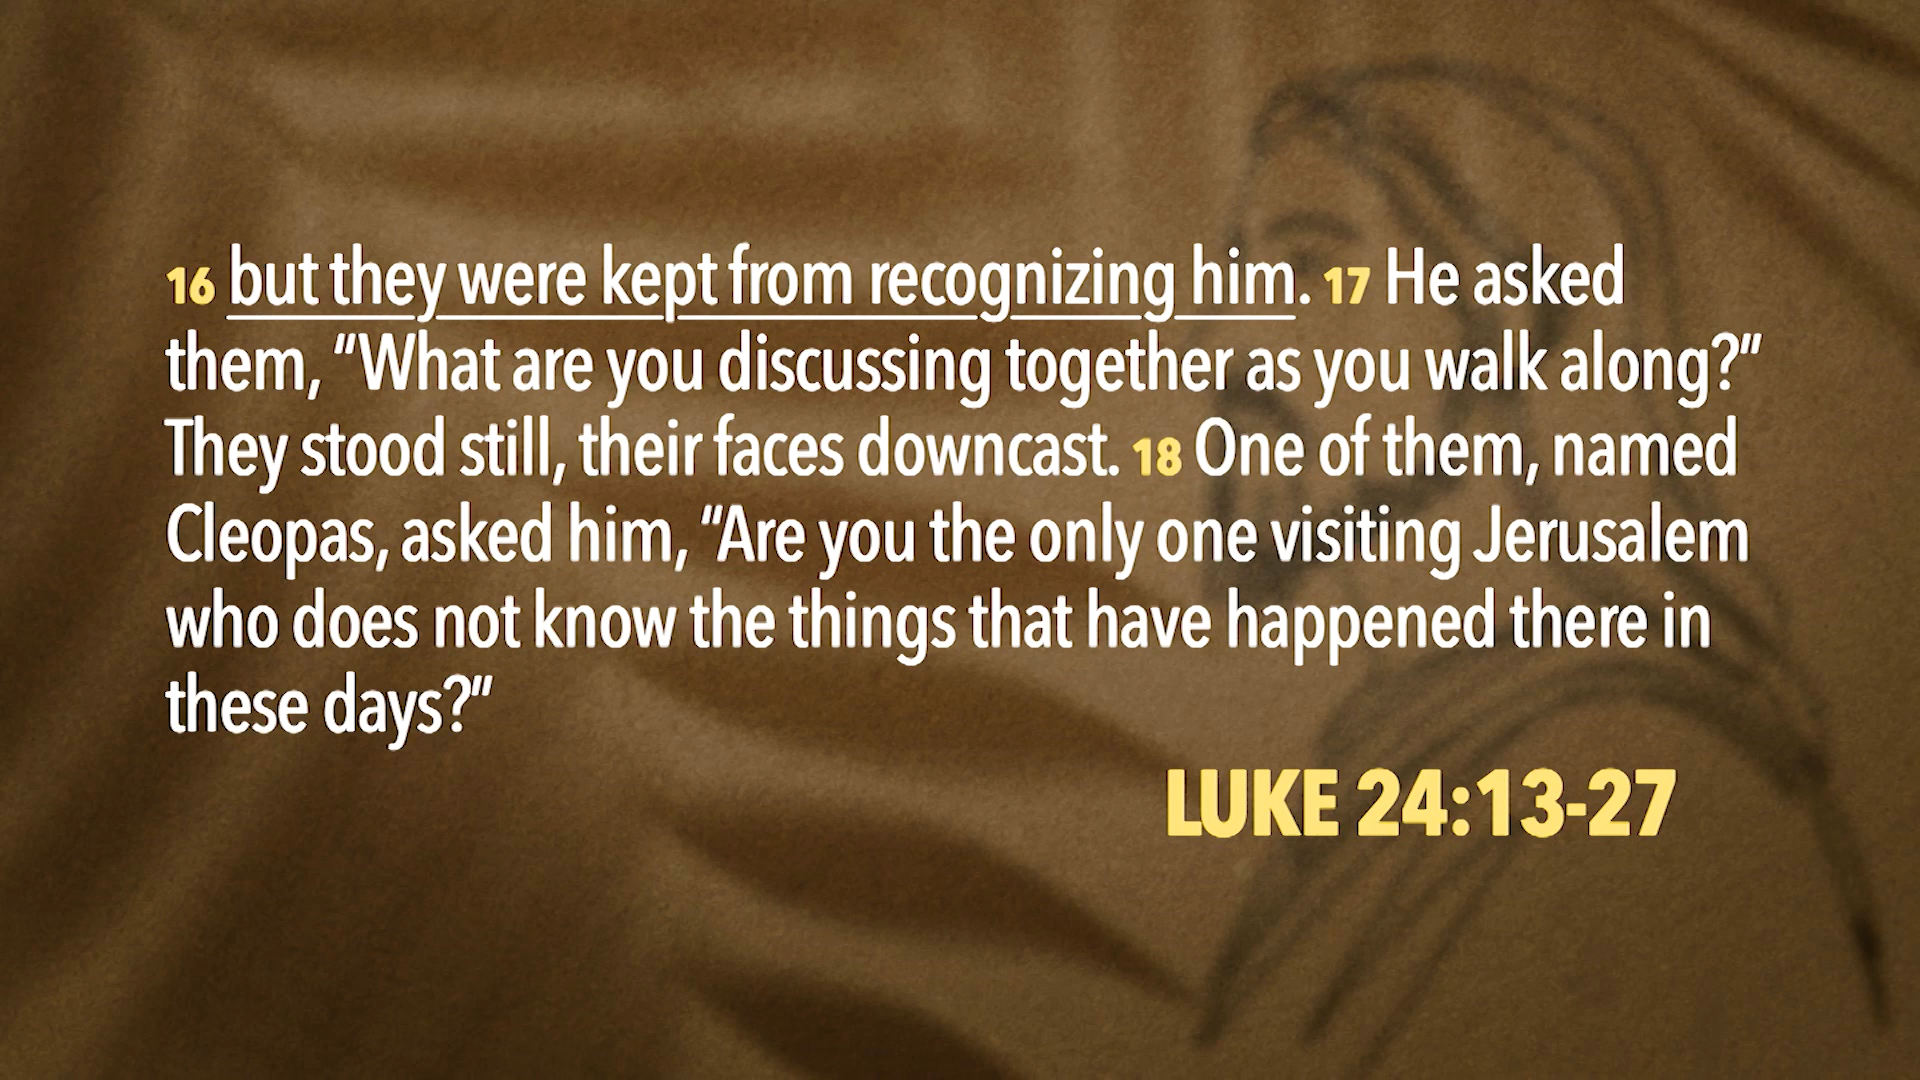 16 but they were kept from recognizing him. 17 He asked
them, “What are you discussing together as you walk along?”
They stood still, their faces downcast. 18 One of them, named
Cleopas, asked him, “Are you the only one visiting Jerusalem
who does not know the things that have happened there in
these days?”
LUKE 24:13-27